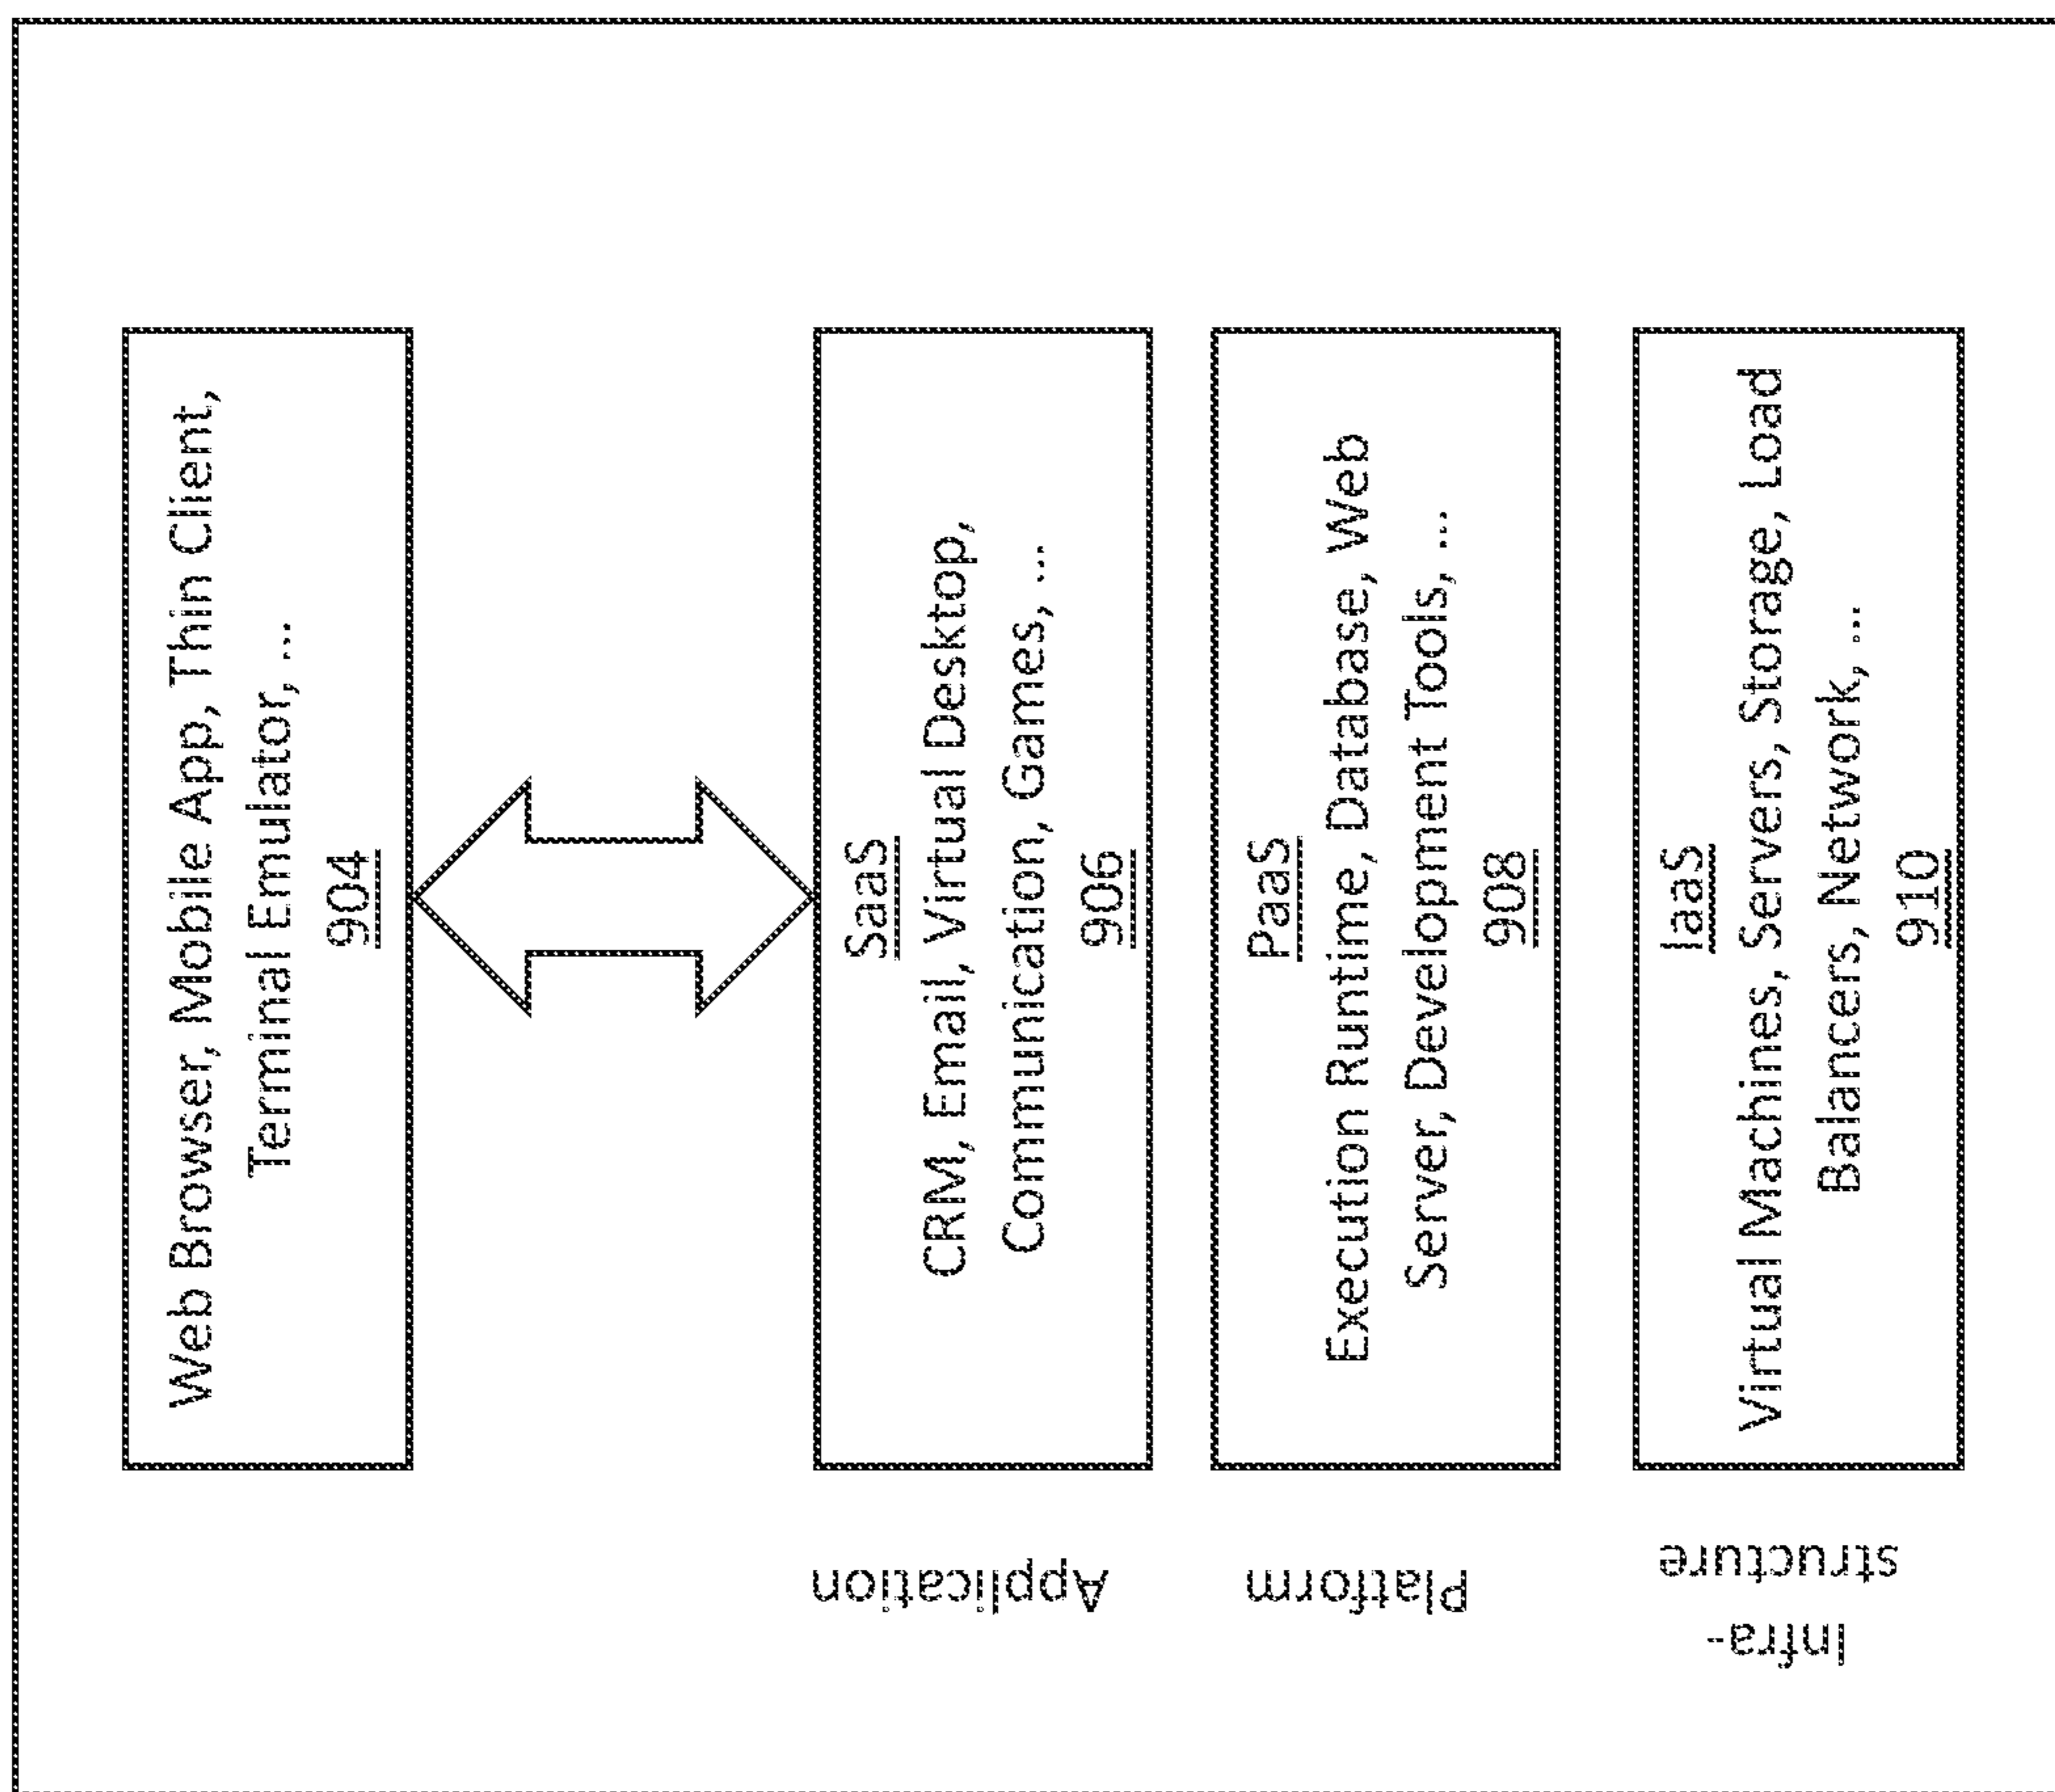 Web Browser, Mobile App, Thin Client,
Terminal Emulator, ...
904
Application
SaaS
CRM, Email, Virtual Desktop,
Communication, Games, ...
906
Platform
PaaS
Execution Runtime, Database, Web
Server, Development Tools, ...
908
Infra-
structure
IaaS
Virtual Machines, Servers, Storage, Load
Balancers, Network, ...
910